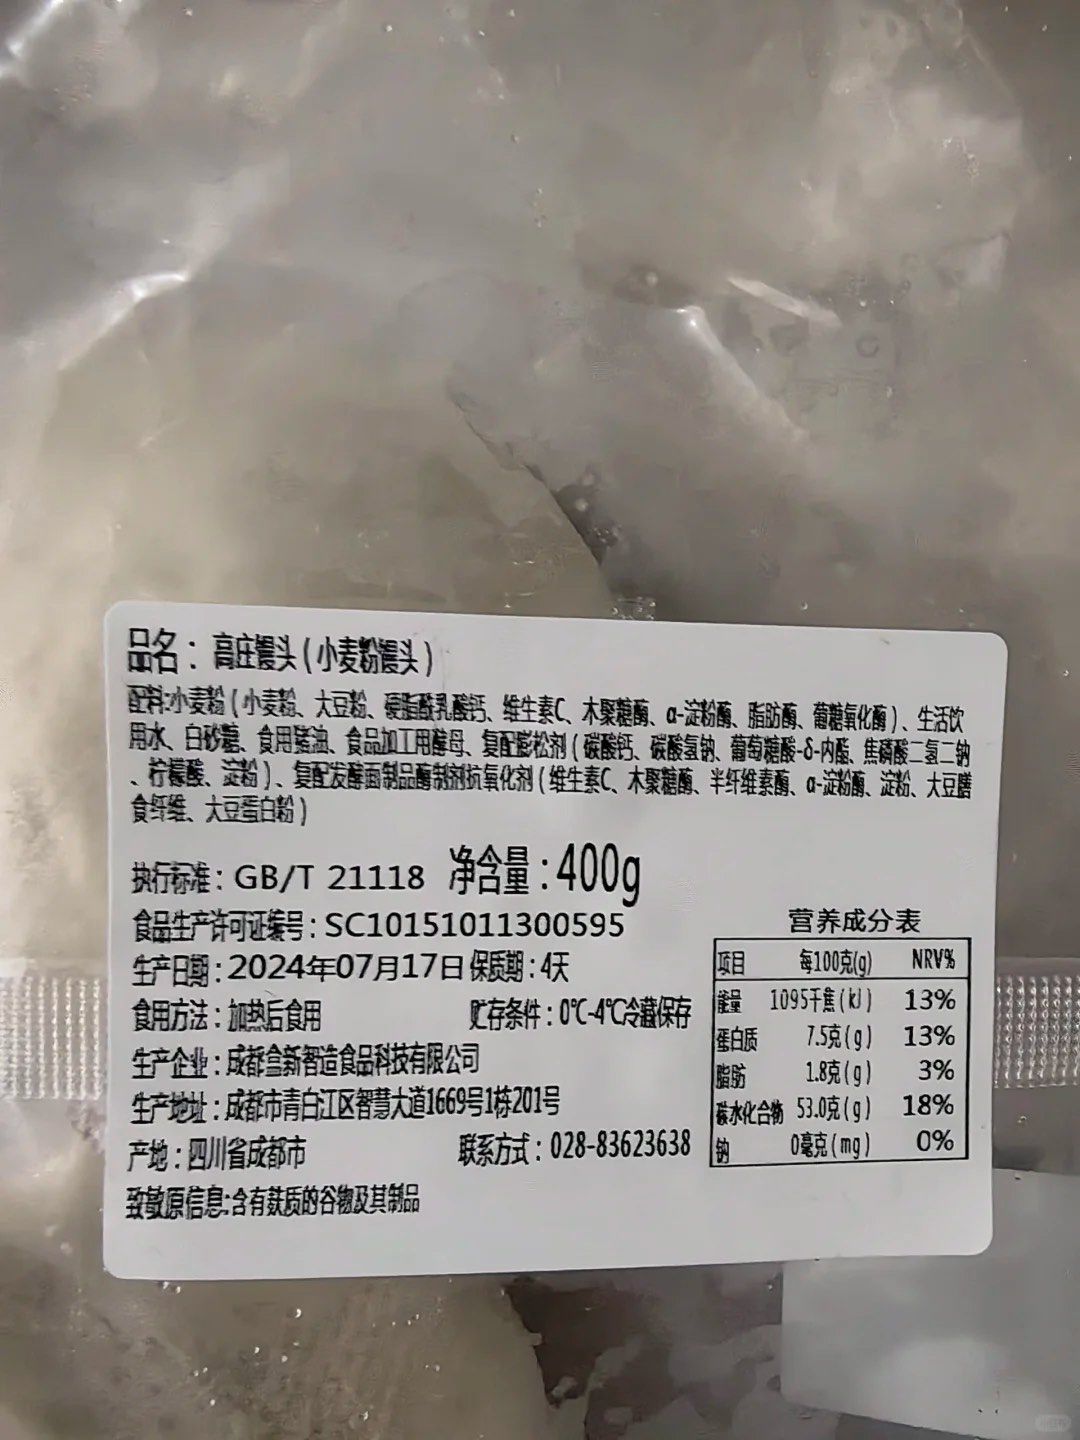 品名：高庄馒头(小麦粉馒头)
配料:小麦粉(小麦粉、大豆粉、硬脂酰乳酸钙、维生素C、木聚糖酶、α-淀粉酶、脂肪酶、葡糖氧化酶)、生活饮
用水、白砂糖、食用猪油、食品加工用酵母、复配膨松剂(碳酸钙、碳酸氢钠、葡萄糖酸-δ-内酯、焦磷酸二氢二钠
、柠檬酸、淀粉)、复配发酵面制品酶制剂抗氧化剂(维生素C、木聚糖酶、半纤维素酶、α-淀粉酶、淀粉、大豆膳
食纤维、大豆蛋白粉)
执行标准：GB/T 21118 净含量：400g
食品生产许可证编号：SC10151011300595
生产日期：2024年07月17日 保质期：4天
食用方法：加热后食用 贮存条件：0℃-4℃冷藏保存
生产企业：成都盒新智造食品科技有限公司
生产地址：成都市青白江区智慧大道1669号1栋201号
产地：四川省成都市 联系方式：028-83623638
致敏原信息:含有麸质的谷物及其制品
营养成分表
项目 每100克(g) NRV%
能量 1095千焦(kJ) 13%
蛋白质 7.5克(g) 13%
脂肪 1.8克(g) 3%
碳水化合物 53.0克(g) 18%
钠 0毫克(mg) 0%